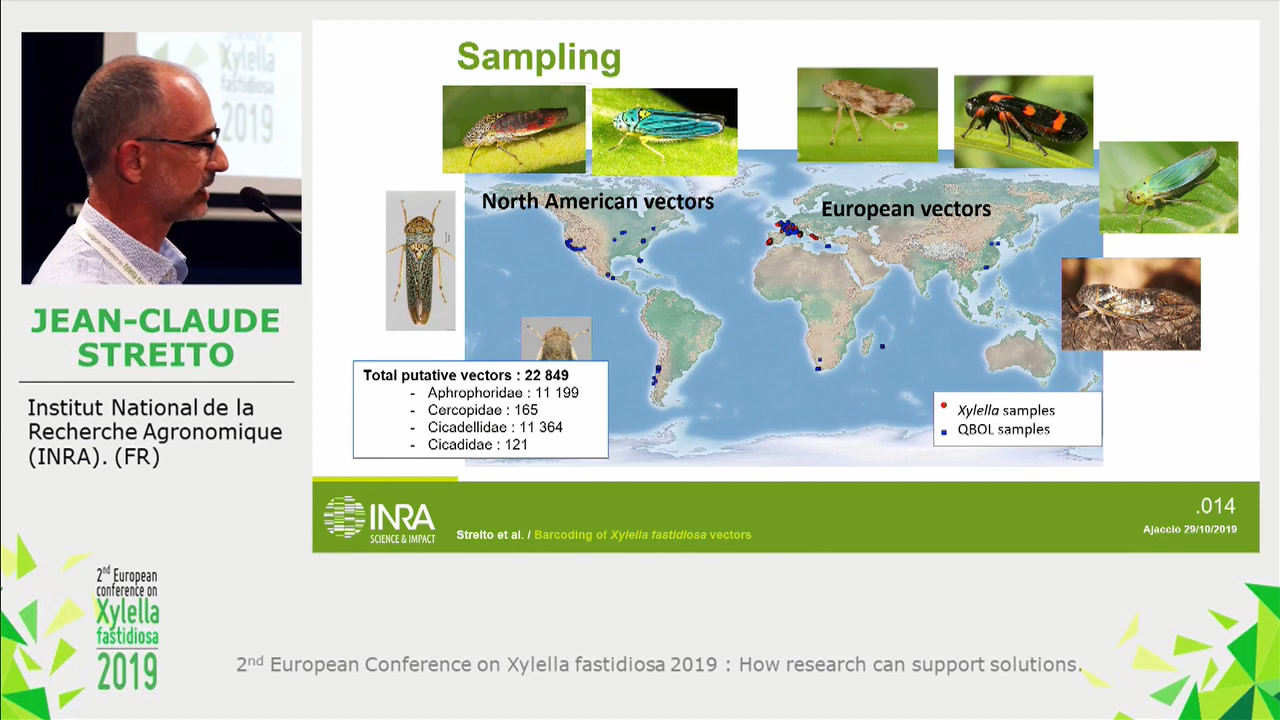 Xylella
fastidiosa
2019
JEAN-CLAUDE
STREITO
Institut National de la
Recherche Agronomique
(INRA). (FR)
Sampling
North American vectors
European vectors
Total putative vectors : 22 849
- Aphrophoridae : 11 199
- Cercopidae : 165
- Cicadellidae : 11 364
- Cicadidae : 121
Xylella samples
QBOL samples
INRA
SCIENCE & IMPACT
Streito et al. / Barcoding of Xylella fastidiosa vectors
.014
Ajaccio 29/10/2019
2nd European
conference on
Xylella
fastidiosa
2019
2nd European Conference on Xylella fastidiosa 2019 : How research can support solutions.